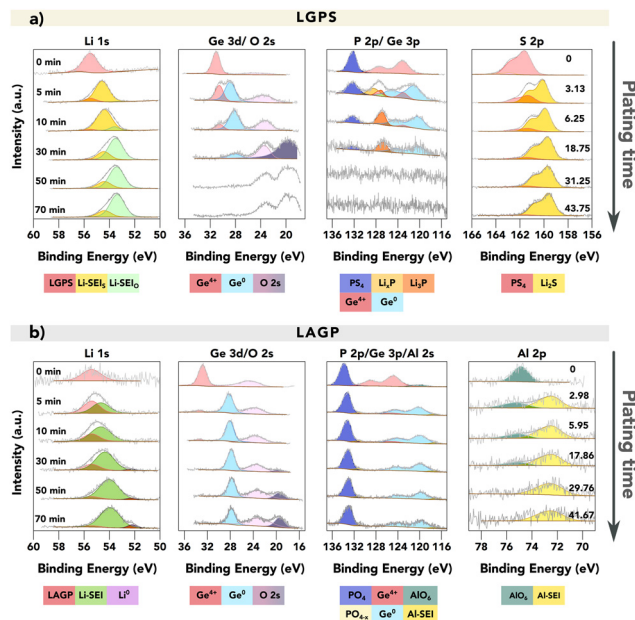 LGPS
a)
Li 1s
Ge 3d/ O 2s
P 2p/ Ge 3p
S 2p
0 min
5 min
10 min
30 min
50 min
70 min
0
3.13
6.25
18.75
31.25
43.75
Intensity (a.u.)
Plating time
60 58 56 54 52 50
36 32 28 24 20
136 132 128 124 120 116
166 164 162 160 158 156
Binding Energy (eV)
Binding Energy (eV)
Binding Energy (eV)
Binding Energy (eV)
LGPS Li-SEIS Li-SEIO
Ge4+ Ge0 O 2s
PS4 LixP Li3P
Ge4+ Ge0
PS4 Li2S
b)
LAGP
Li 1s
Ge 3d/O 2s
P 2p/Ge 3p/Al 2s
Al 2p
0 min
5 min
10 min
30 min
50 min
70 min
0
2.98
5.95
17.86
29.76
41.67
Intensity (a.u.)
Plating time
60 58 56 54 52 50
36 32 28 24 20 16
136 132 128 124 120 116
78 76 74 72 70
Binding Energy (eV)
Binding Energy (eV)
Binding Energy (eV)
Binding Energy (eV)
LAGP Li-SEI Li0
Ge4+ Ge0 O 2s
PO4 Ge4+ AlO6
PO4-x Ge0 Al-SEI
AlO6 Al-SEI